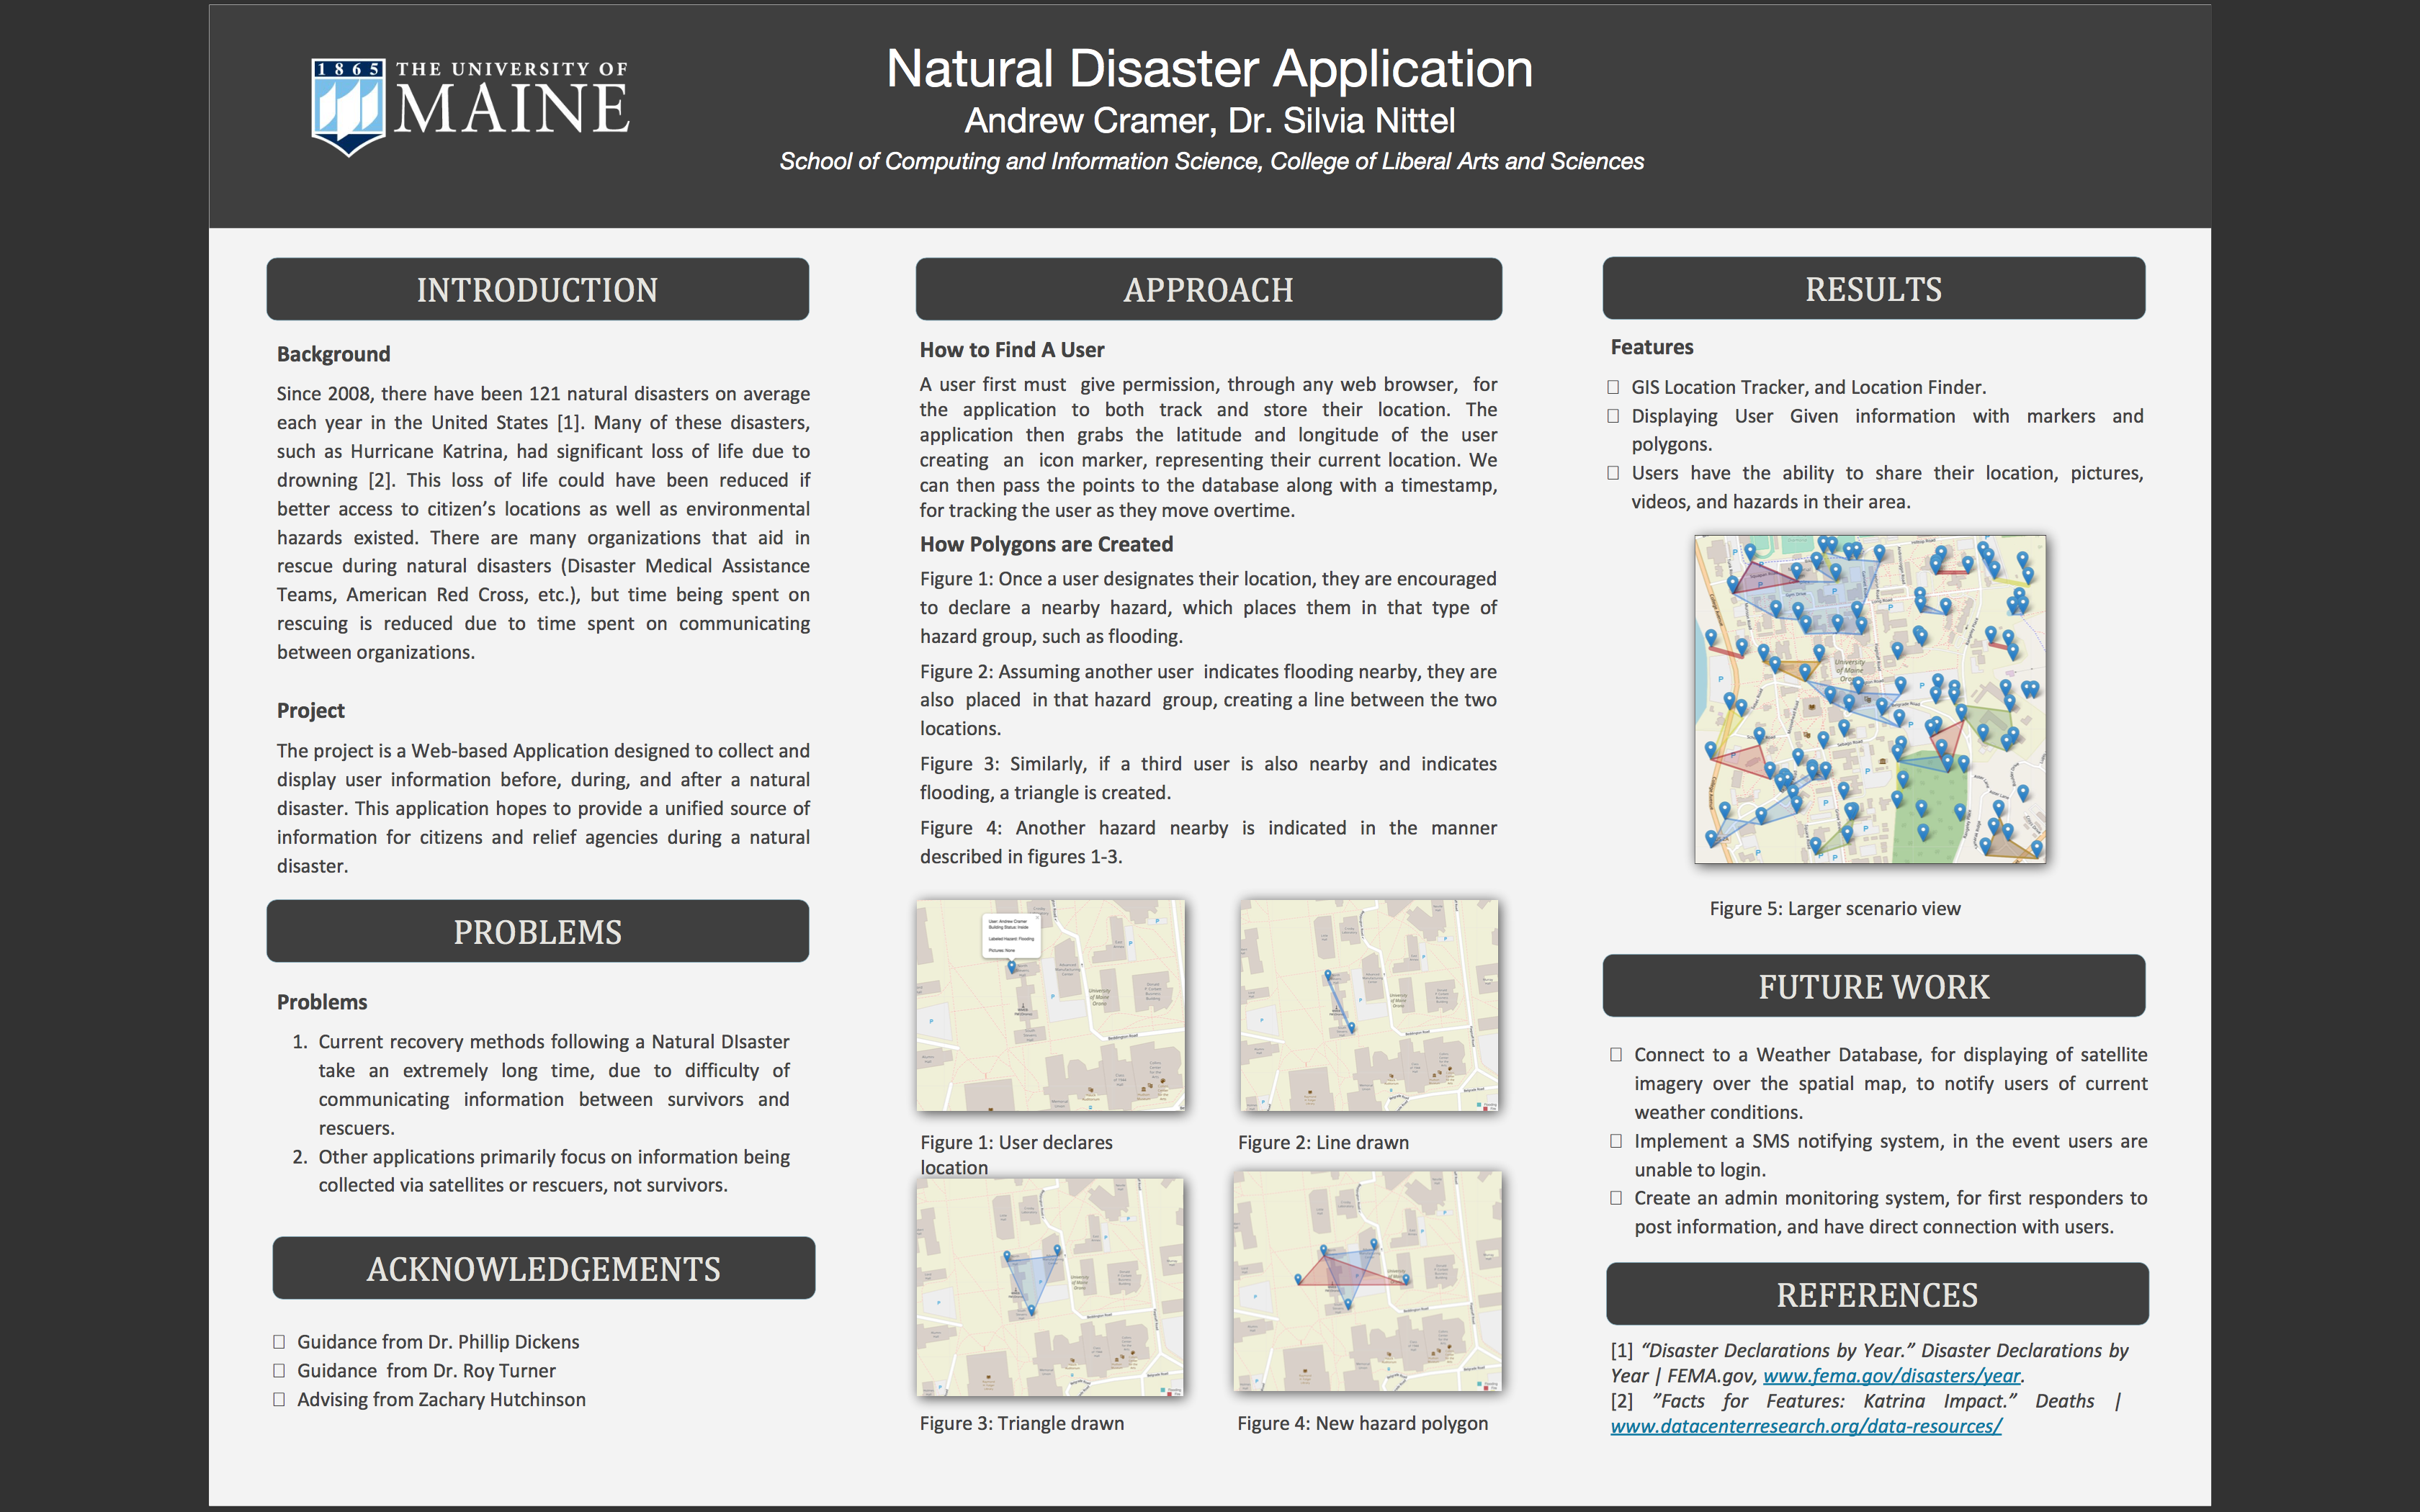 1865
THE UNIVERSITY OF
MAINE
Natural Disaster Application
Andrew Cramer, Dr. Silvia Nittel
School of Computing and Information Science, College of Liberal Arts and Sciences
INTRODUCTION
Background
Since 2008, there have been 121 natural disasters on average
each year in the United States [1]. Many of these disasters,
such as Hurricane Katrina, had significant loss of life due to
drowning [2]. This loss of life could have been reduced if
better access to citizen’s locations as well as environmental
hazards existed. There are many organizations that aid in
rescue during natural disasters (Disaster Medical Assistance
Teams, American Red Cross, etc.), but time being spent on
rescuing is reduced due to time spent on communicating
between organizations.
Project
The project is a Web-based Application designed to collect and
display user information before, during, and after a natural
disaster. This application hopes to provide a unified source of
information for citizens and relief agencies during a natural
disaster.
PROBLEMS
Problems
1. Current recovery methods following a Natural DIsaster
take an extremely long time, due to difficulty of
communicating information between survivors and
rescuers.
2. Other applications primarily focus on information being
collected via satellites or rescuers, not survivors.
ACKNOWLEDGEMENTS
Guidance from Dr. Phillip Dickens
Guidance from Dr. Roy Turner
Advising from Zachary Hutchinson
APPROACH
How to Find A User
A user first must give permission, through any web browser, for
the application to both track and store their location. The
application then grabs the latitude and longitude of the user
creating an icon marker, representing their current location. We
can then pass the points to the database along with a timestamp,
for tracking the user as they move overtime.
How Polygons are Created
Figure 1: Once a user designates their location, they are encouraged
to declare a nearby hazard, which places them in that type of
hazard group, such as flooding.
Figure 2: Assuming another user indicates flooding nearby, they are
also placed in that hazard group, creating a line between the two
locations.
Figure 3: Similarly, if a third user is also nearby and indicates
flooding, a triangle is created.
Figure 4: Another hazard nearby is indicated in the manner
described in figures 1-3.
User: Andrew Cramer
Building Status: Inside
Labeled Hazard: Flooding
Pictures: None
University
of Maine
Orono
Figure 1: User declares
location
Figure 2: Line drawn
Figure 3: Triangle drawn
Figure 4: New hazard polygon
RESULTS
Features
GIS Location Tracker, and Location Finder.
Displaying User Given information with markers and
polygons.
Users have the ability to share their location, pictures,
videos, and hazards in their area.
University
of Maine
Figure 5: Larger scenario view
FUTURE WORK
Connect to a Weather Database, for displaying of satellite
imagery over the spatial map, to notify users of current
weather conditions.
Implement a SMS notifying system, in the event users are
unable to login.
Create an admin monitoring system, for first responders to
post information, and have direct connection with users.
REFERENCES
[1] “Disaster Declarations by Year.” Disaster Declarations by
Year | FEMA.gov, www.fema.gov/disasters/year.
[2] ”Facts for Features: Katrina Impact.” Deaths |
www.datacenterresearch.org/data-resources/